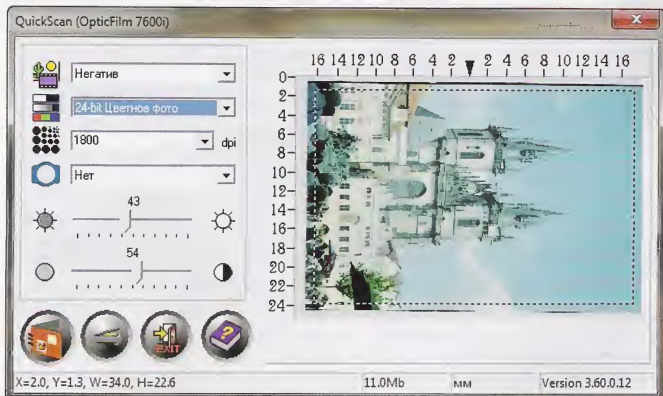 QuickScan (OpticFilm 7600i)
Негатив
24-bit Цветное фото
1800 dpi
Нет
43
54
EXIT
16 14 12 10 8 6 4 2 2 4 6 8 10 12 14 16
0
2
4
6
8
10
12
14
16
18
20
22
24
X=2.0, Y=1.3, W=34.0, H=22.6
11.0Mb
мм
Version 3.60.0.12